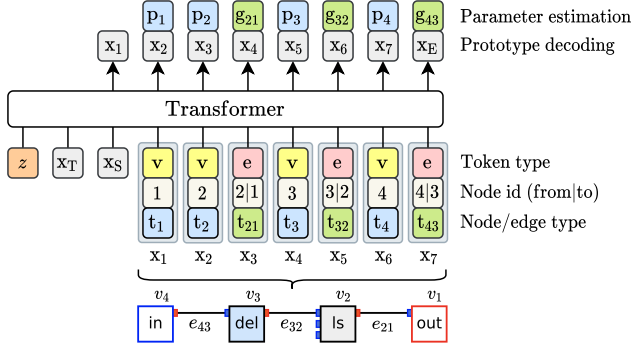 p₁ p₂ g₂₁ p₃ g₃₂ p₄ g₄₃ Parameter estimation
x₁ x₂ x₃ x₄ x₅ x₆ x₇ x_E Prototype decoding
Transformer
z x_T x_S v v e v e v e Token type
1 2 2|1 3 3|2 4 4|3 Node id (from|to)
t₁ t₂ t₂₁ t₃ t₃₂ t₄ t₄₃ Node/edge type
x₁ x₂ x₃ x₄ x₅ x₆ x₇
v₄ v₃ v₂ v₁
in e₄₃ del e₃₂ ls e₂₁ out